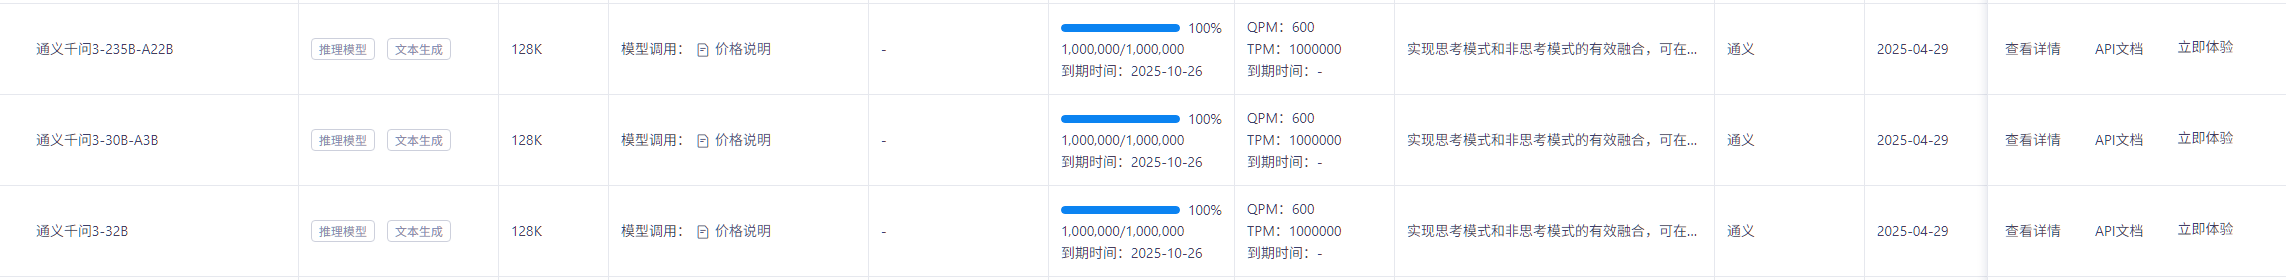 通义千问3-235B-A22B
推理模型 文本生成
128K
模型调用： 价格说明
-
100%
1,000,000/1,000,000
到期时间：2025-10-26
QPM：600
TPM：1000000
到期时间：-
实现思考模式和非思考模式的有效融合，可在...
通义
2025-04-29
查看详情 API文档 立即体验
通义千问3-30B-A3B
推理模型 文本生成
128K
模型调用： 价格说明
-
100%
1,000,000/1,000,000
到期时间：2025-10-26
QPM：600
TPM：1000000
到期时间：-
实现思考模式和非思考模式的有效融合，可在...
通义
2025-04-29
查看详情 API文档 立即体验
通义千问3-32B
推理模型 文本生成
128K
模型调用： 价格说明
-
100%
1,000,000/1,000,000
到期时间：2025-10-26
QPM：600
TPM：1000000
到期时间：-
实现思考模式和非思考模式的有效融合，可在...
通义
2025-04-29
查看详情 API文档 立即体验